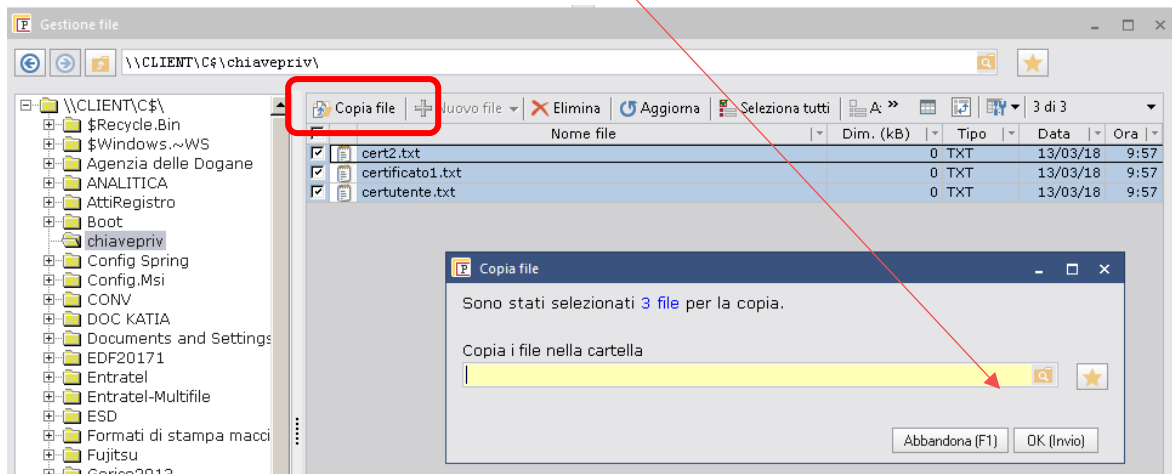 Gestione file
\\CLIENT\C$\chiavepriv\
\\CLIENT\C$\
$Recycle.Bin
$Windows.~WS
Agenzia delle Dogane
ANALITICA
AttiRegistro
Boot
chiavepriv
Config Spring
Config.Msi
CONV
DOC KATIA
Documents and Settings
EDF20171
Entratel
Entratel-Multifile
ESD
Formati di stampa macci
Fujitsu
Copia file Nuovo file Elimina Aggiorna Seleziona tutti A: » 3 di 3
Nome file Dim. (kB) Tipo Data Ora
cert2.txt 0 TXT 13/03/18 9:57
certificato1.txt 0 TXT 13/03/18 9:57
certutente.txt 0 TXT 13/03/18 9:57
Copia file
Sono stati selezionati 3 file per la copia.
Copia i file nella cartella
Abbandona (F1) OK (Invio)